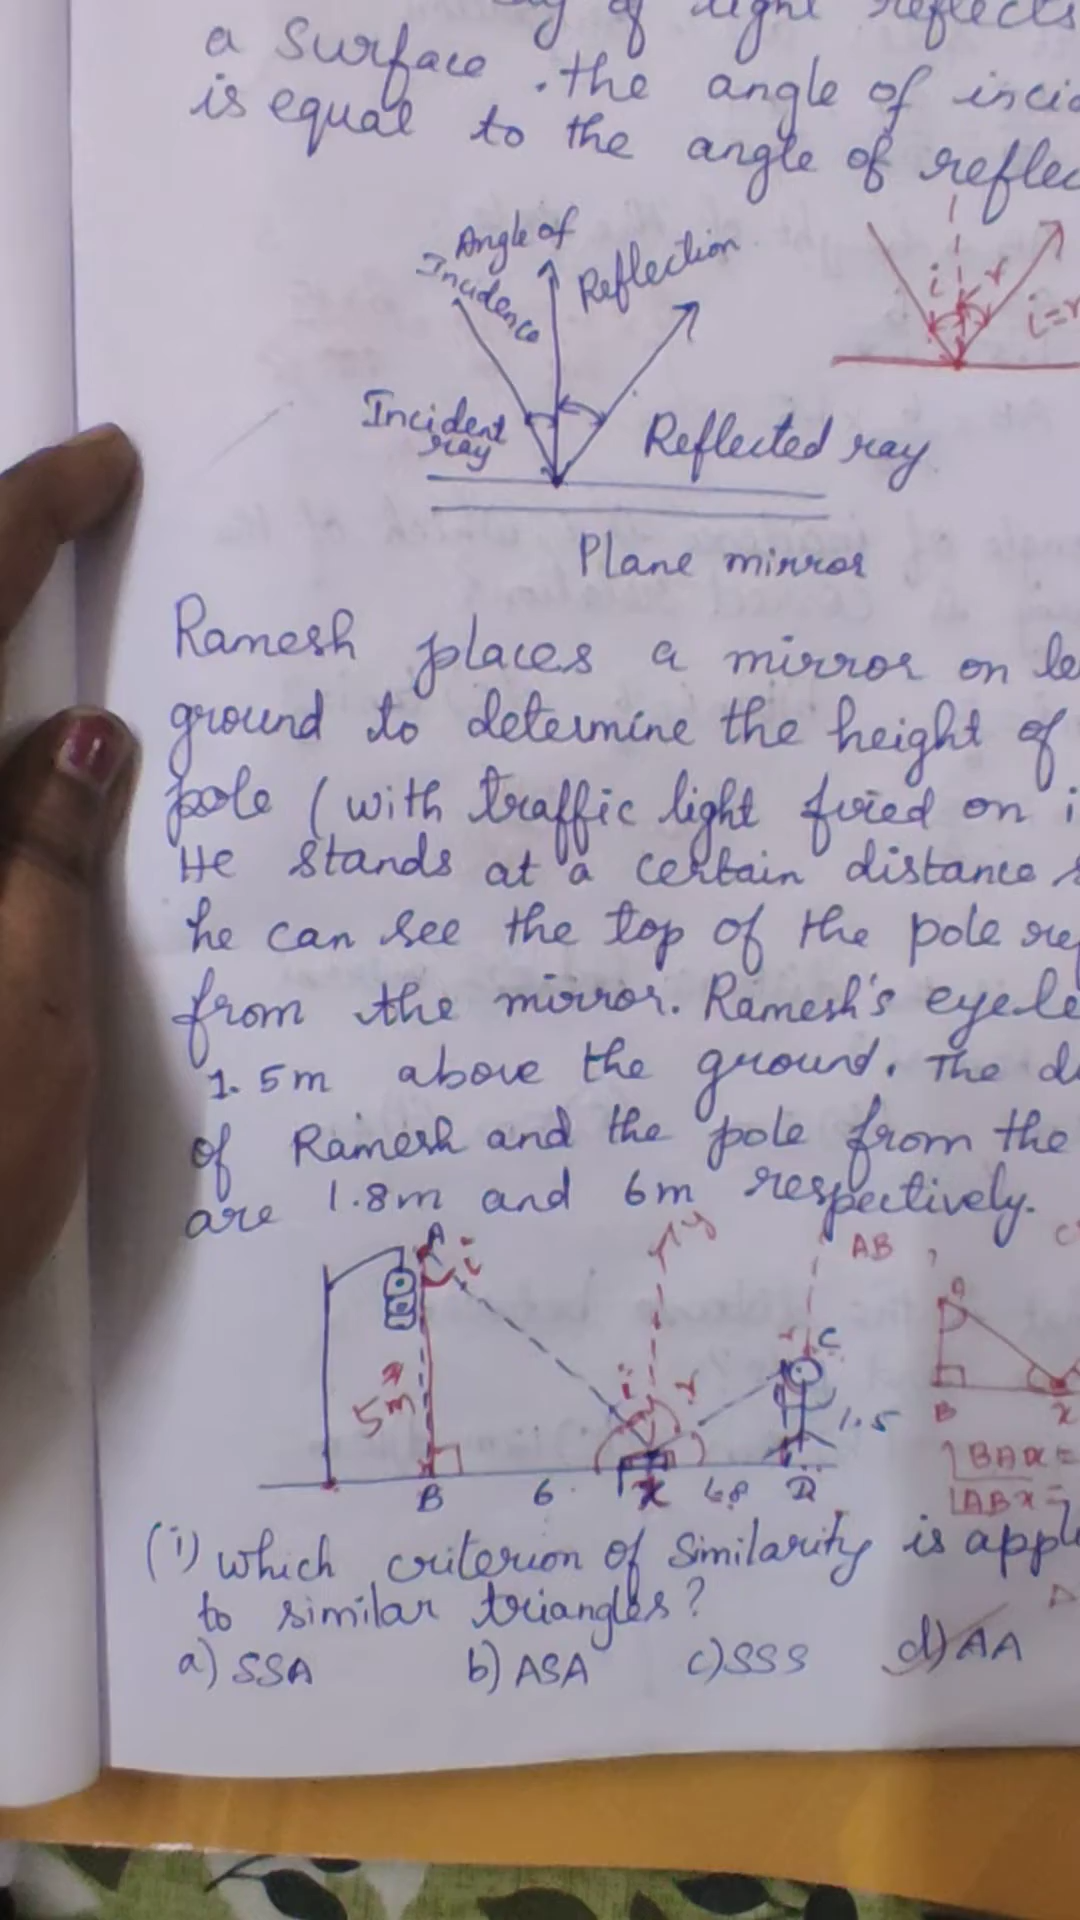 of light reflects
a surface. the angle of inci
is equal to the angle of reflec
Angle of
Incidence
Reflection
i r
i=r
Incident
ray
Reflected ray
Plane mirror
Ramesh places a mirror on le
ground to determine the height of
pole (with traffic light fixed on i
He stands at a certain distance s
he can see the top of the pole re
from the mirror. Ramesh's eye le
1.5m above the ground. The d
of Ramesh and the pole from the
are 1.8m and 6m respectively.
A i AB
C
i r
5m
1.5
B 6 x 1.8 D
B x
BAx =
ABx =
(i) which criterion of similarity is appl
to similar triangles?
a) SSA b) ASA c) SSS d) AA